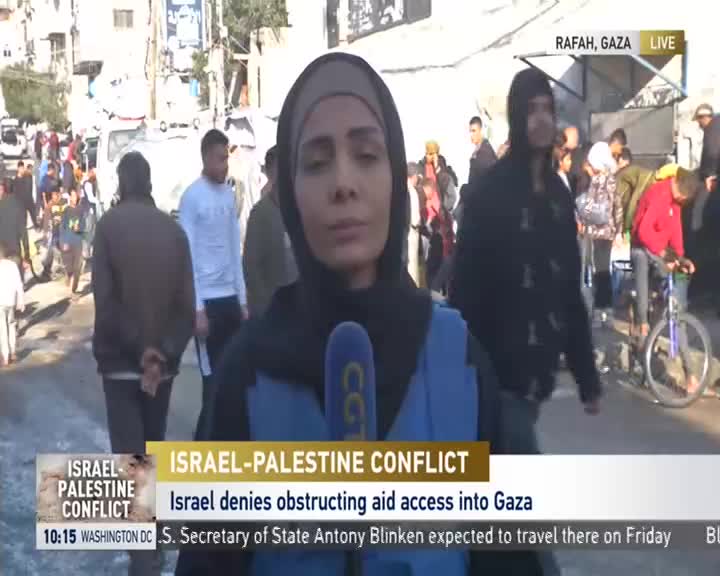 RAFAH, GAZA LIVE
CGT
ISRAEL-
PALESTINE
CONFLICT
ISRAEL-PALESTINE CONFLICT
Israel denies obstructing aid access into Gaza
10:15 WASHINGTON DC
.S. Secretary of State Antony Blinken expected to travel there on Friday Bl